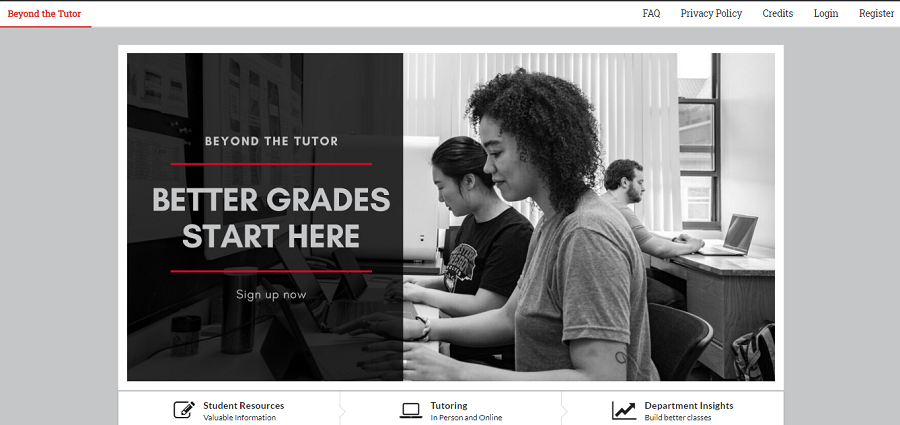 Beyond the Tutor
FAQ Privacy Policy Credits Login Register
BEYOND THE TUTOR
BETTER GRADES
START HERE
Sign up now
Student Resources
Valuable Information
Tutoring
In Person and Online
Department Insights
Build better classes